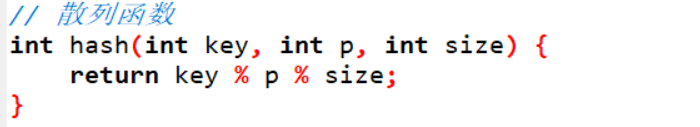 // 散列函数
int hash(int key, int p, int size) {
    return key % p % size;
}